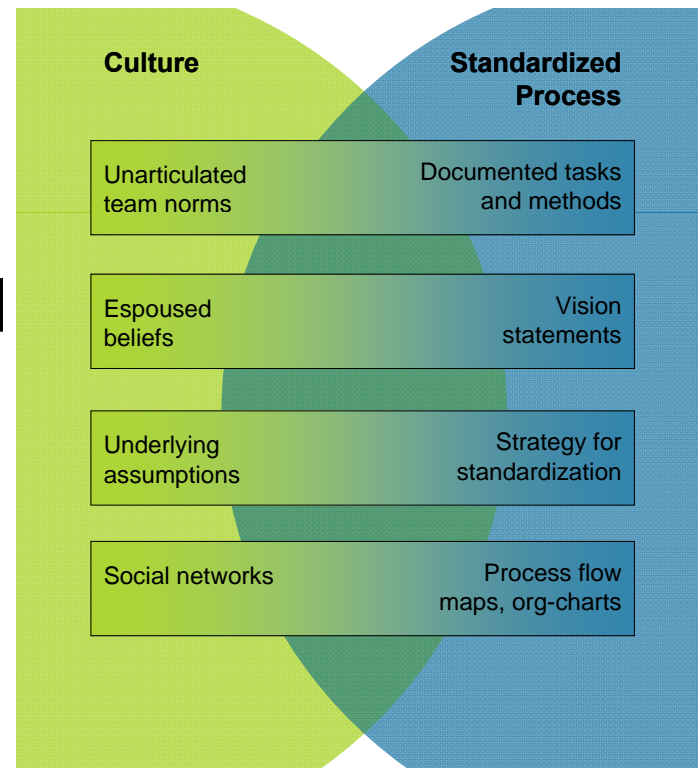 Culture
Standardized
Process
Unarticulated
team norms
Documented tasks
and methods
Espoused
beliefs
Vision
statements
Underlying
assumptions
Strategy for
standardization
Social networks
Process flow
maps, org-charts